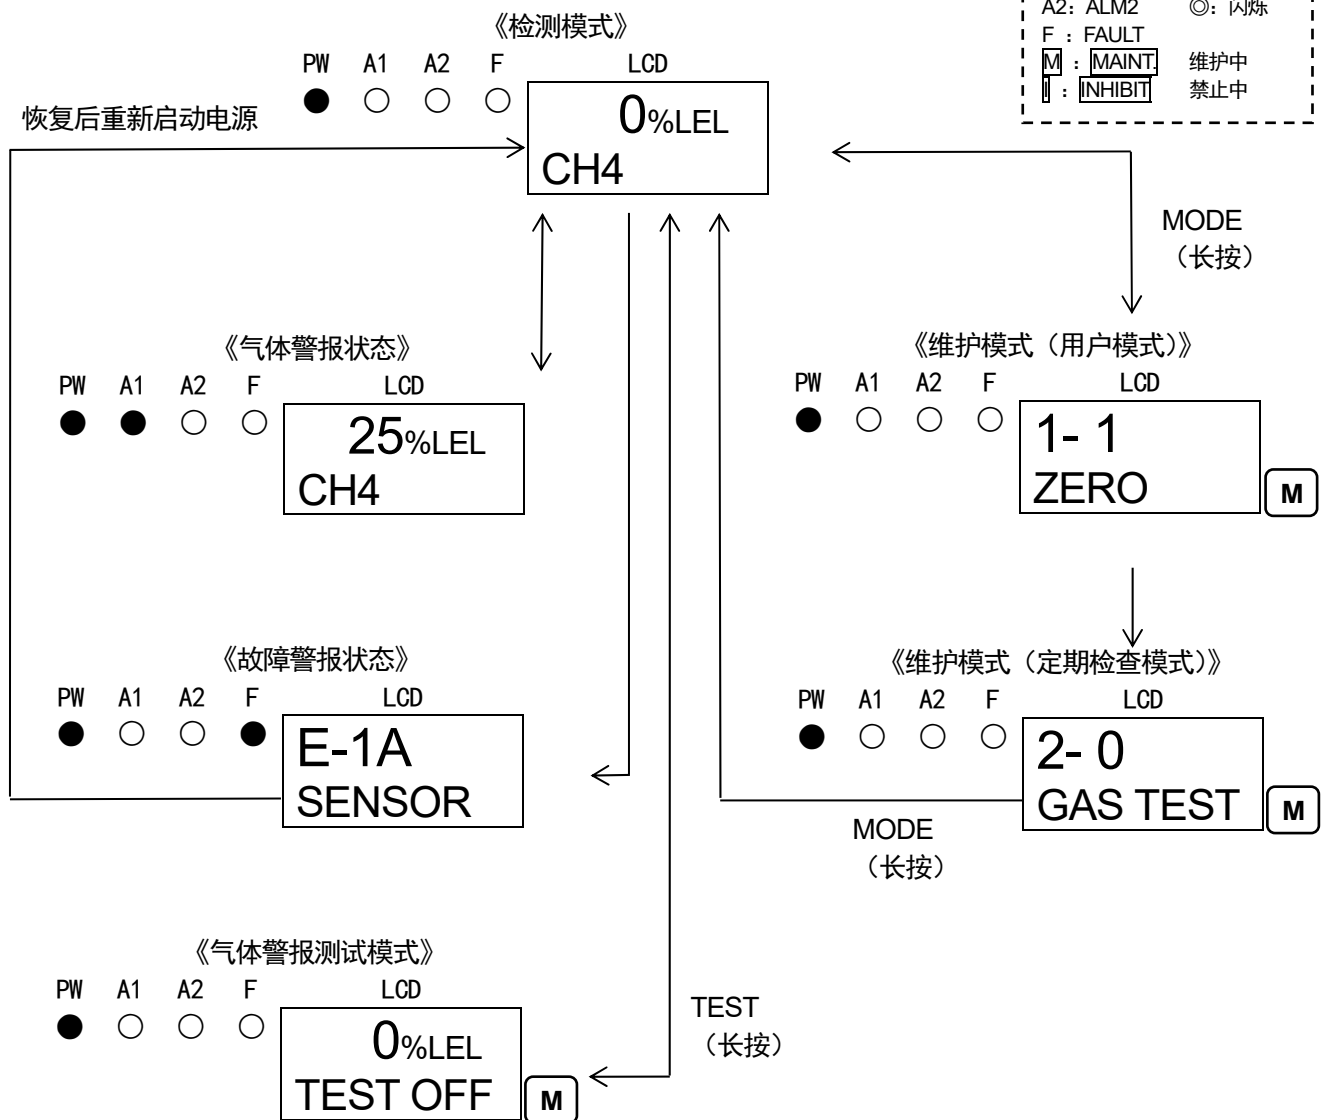 A2：ALM2 ◎：闪烁
F ：FAULT
M ：MAINT. 维护中
I ：INHIBIT 禁止中
《检测模式》
PW A1 A2 F LCD
● ○ ○ ○
0%LEL
CH4
恢复后重新启动电源
MODE
（长按）
《气体警报状态》
PW A1 A2 F LCD
● ● ○ ○
25%LEL
CH4
《维护模式（用户模式）》
PW A1 A2 F LCD
● ○ ○ ○
1- 1
ZERO
M
《故障警报状态》
PW A1 A2 F LCD
● ○ ○ ●
E-1A
SENSOR
《维护模式（定期检查模式）》
PW A1 A2 F LCD
● ○ ○ ○
2- 0
GAS TEST
M
MODE
（长按）
《气体警报测试模式》
PW A1 A2 F LCD
● ○ ○ ○
0%LEL
TEST OFF
M
TEST
（长按）